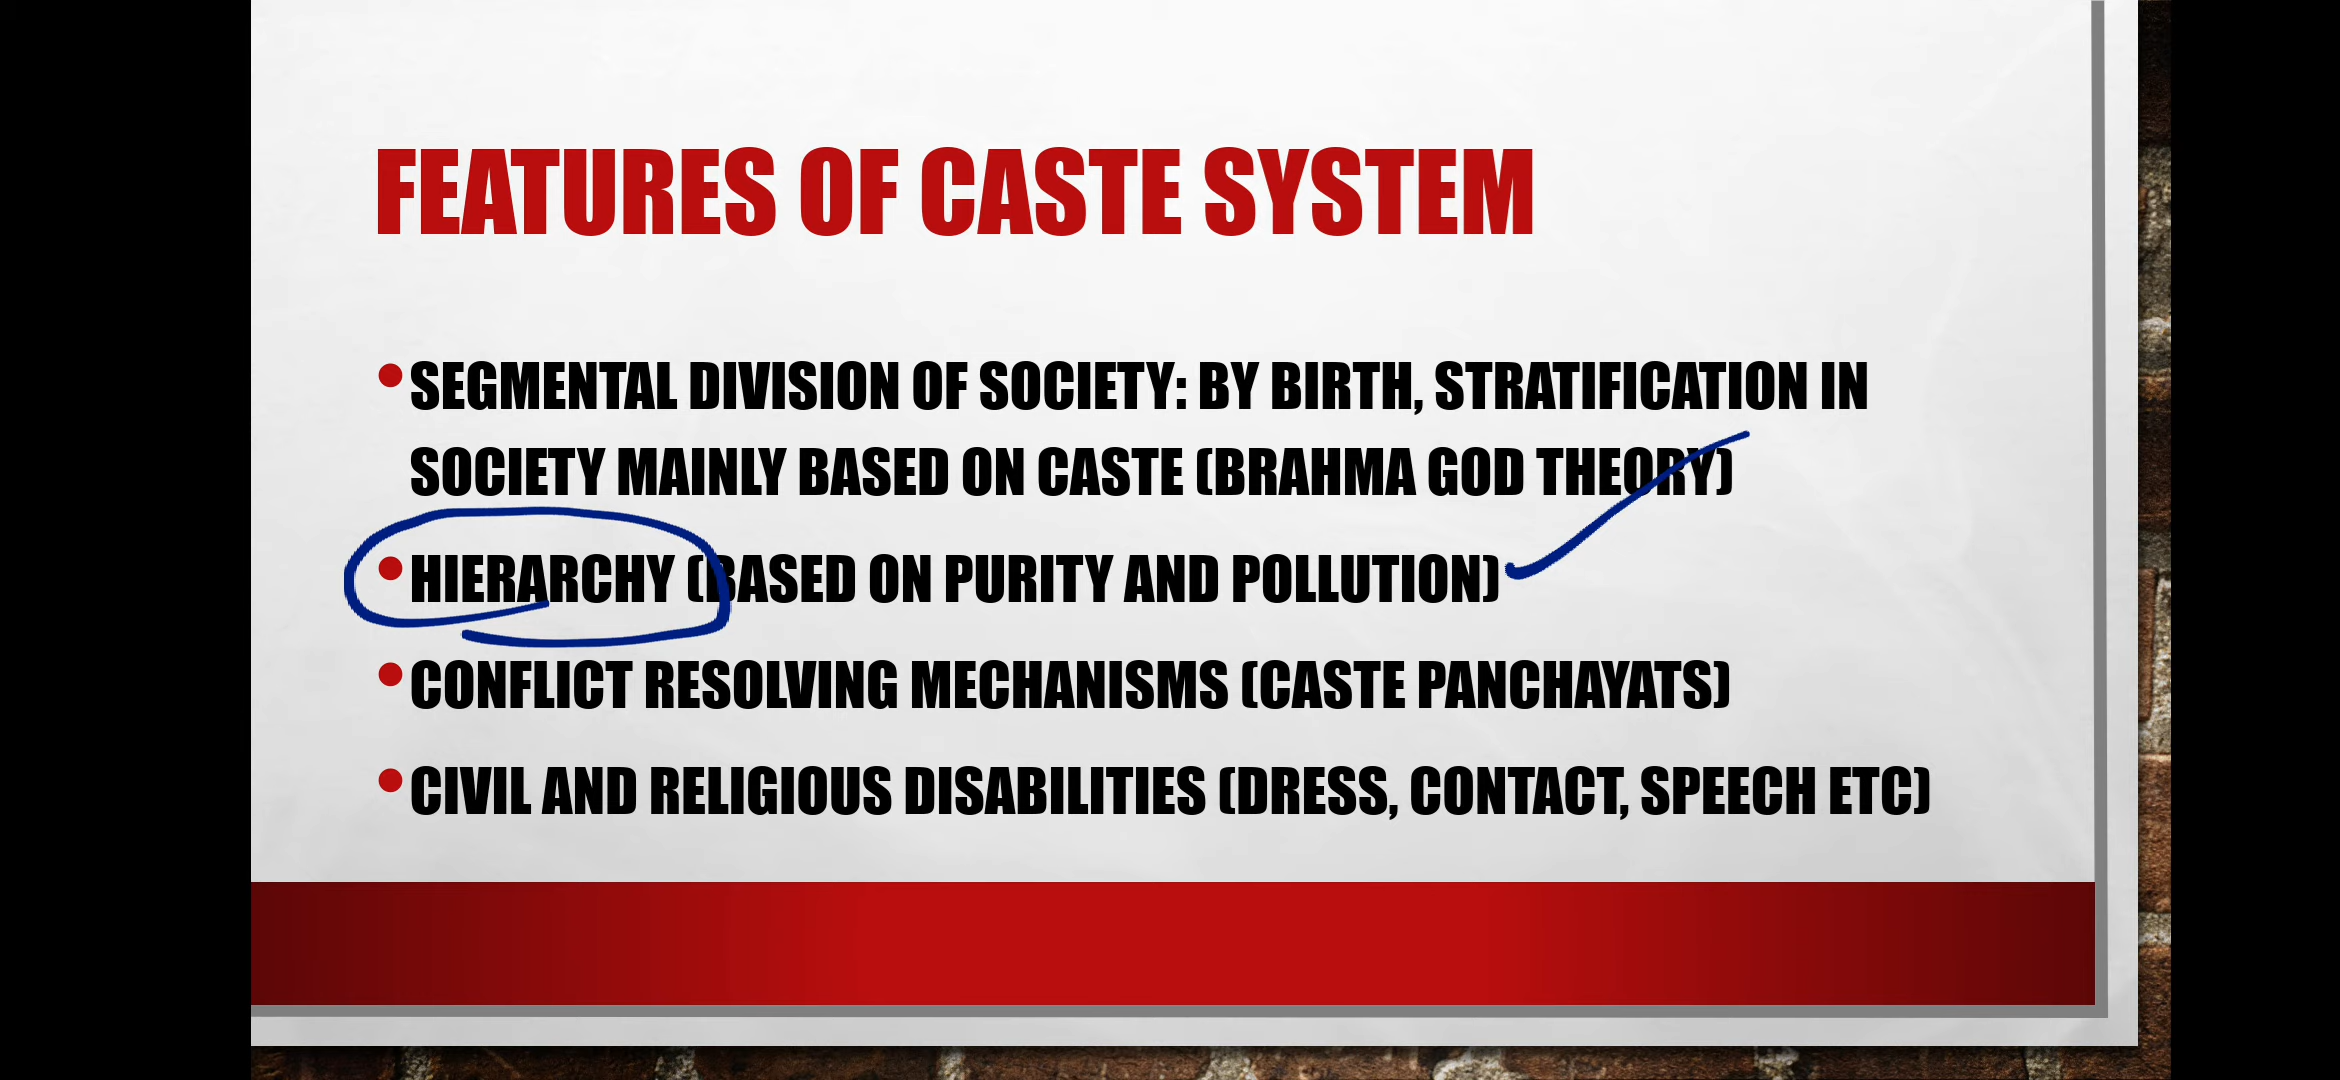 FEATURES OF CASTE SYSTEM
•SEGMENTAL DIVISION OF SOCIETY: BY BIRTH, STRATIFICATION IN
SOCIETY MAINLY BASED ON CASTE (BRAHMA GOD THEORY)
•HIERARCHY (BASED ON PURITY AND POLLUTION)
•CONFLICT RESOLVING MECHANISMS (CASTE PANCHAYATS)
•CIVIL AND RELIGIOUS DISABILITIES (DRESS, CONTACT, SPEECH ETC)